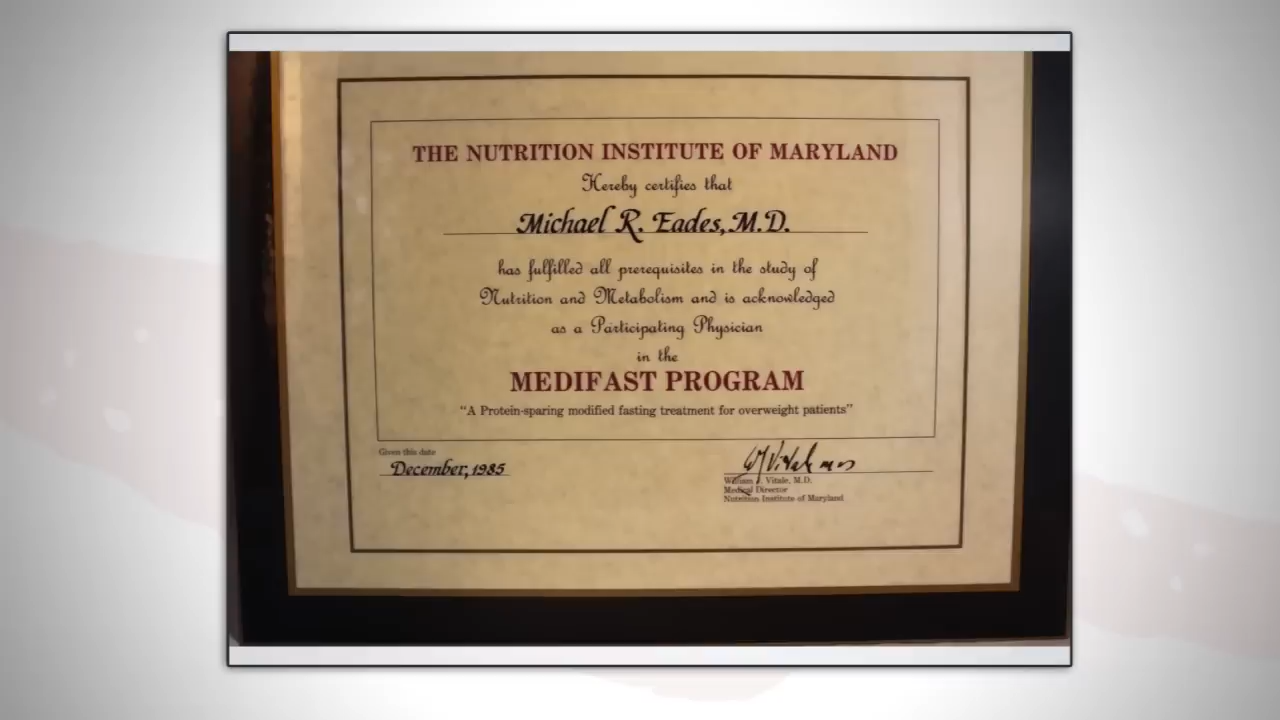 THE NUTRITION INSTITUTE OF MARYLAND
Hereby certifies that
Michael R. Eades, M.D.
has fulfilled all prerequisites in the study of
Nutrition and Metabolism and is acknowledged
as a Participating Physician
in the
MEDIFAST PROGRAM
"A Protein-sparing modified fasting treatment for overweight patients"
Given this date
December, 1985
William J. Vitale, M.D.
Medical Director
Nutrition Institute of Maryland